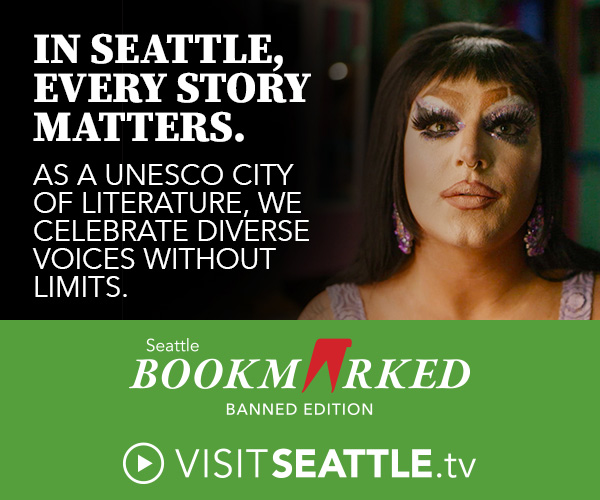 IN SEATTLE,
EVERY STORY
MATTERS.
AS A UNESCO CITY
OF LITERATURE, WE
CELEBRATE DIVERSE
VOICES WITHOUT
LIMITS.
Seattle
BOOKMARKED
BANNED EDITION
VISITSEATTLE.tv